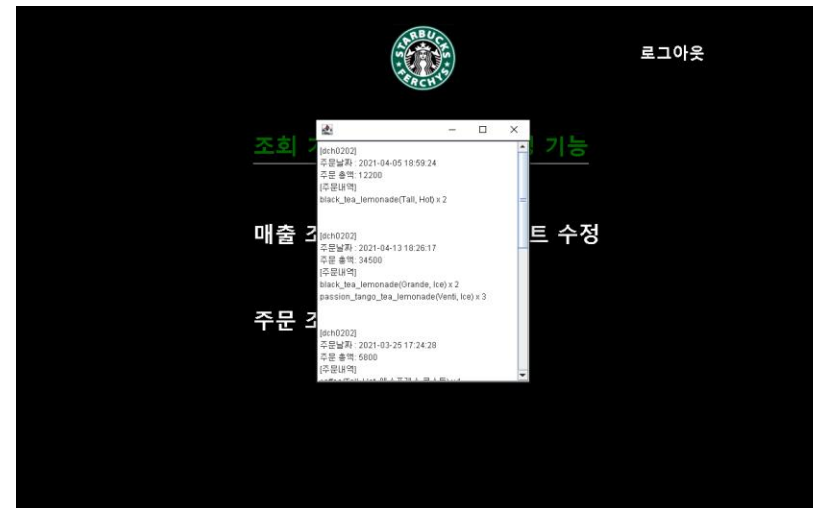 STARBUCKS
FERCHYS
로그아웃
조회
기능
[dch0202]
주문날짜 : 2021-04-05 18:59:24
주문 총액: 12200
[주문내역]
black_tea_lemonade(Tall, Hot) x 2
매출
트 수정
[dch0202]
주문날짜 : 2021-04-13 18:26:17
주문 총액: 34500
[주문내역]
black_tea_lemonade(Grande, Ice) x 2
passion_tango_tea_lemonade(Venti, Ice) x 3
주문
[dch0202]
주문날짜 : 2021-03-25 17:24:28
주문 총액: 5800
[주문내역]